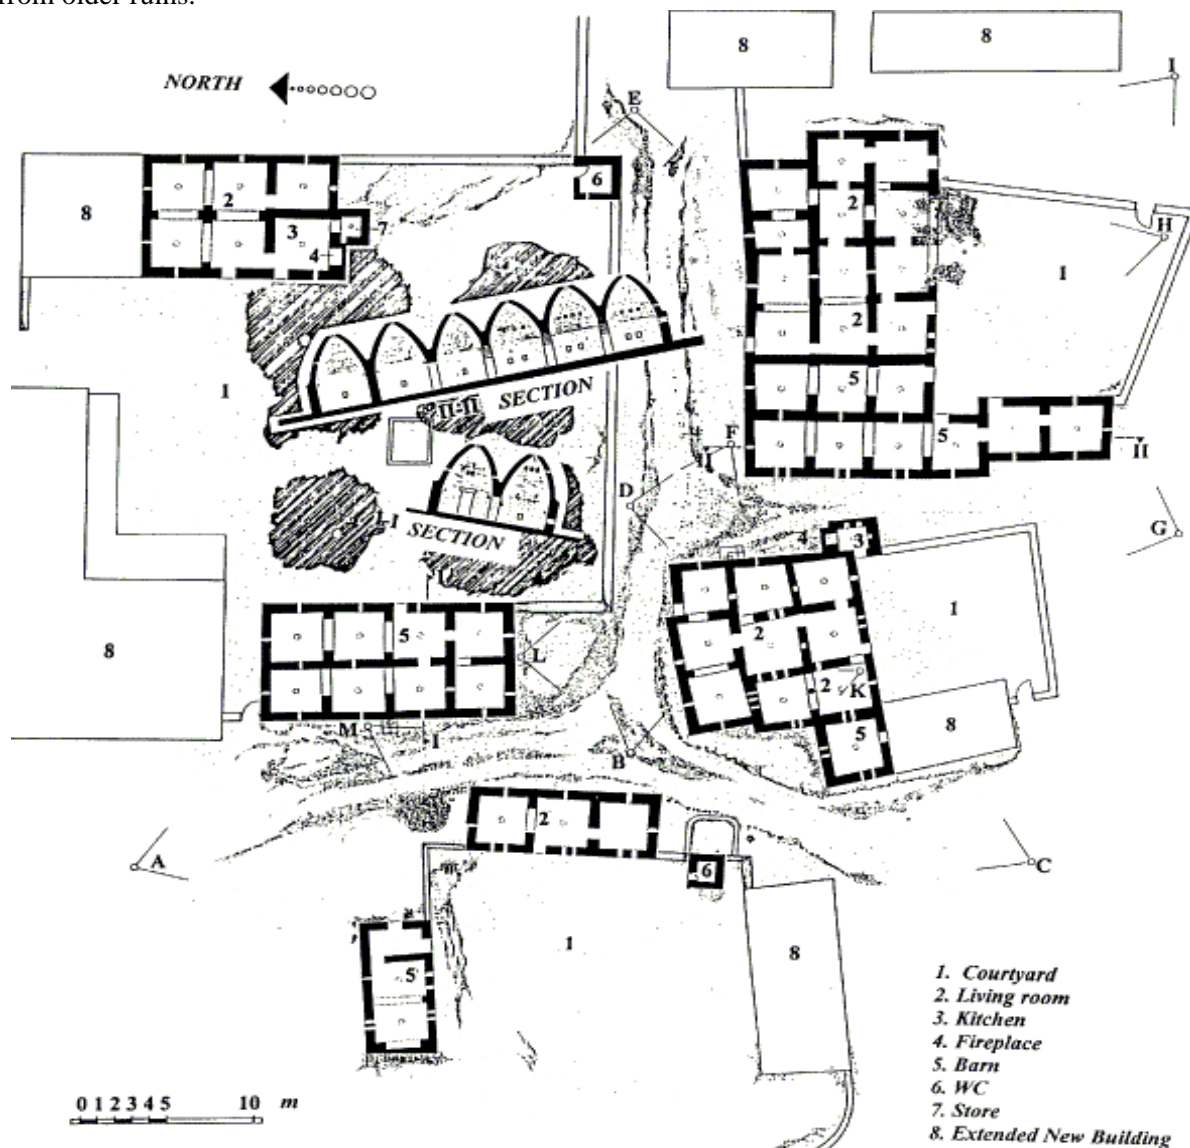 from older ruins.
8
8
I
NORTH
E
6
8
2
3
7
4
2
H
1
1
2
II-II SECTION
5
5
F
I
II
D
I
SECTION
4
3
G
5
2
1
8
L
2
K
M
I
B
5
8
2
A
C
6
5
1
8
1. Courtyard
2. Living room
3. Kitchen
4. Fireplace
5. Barn
6. WC
7. Store
8. Extended New Building
0 1 2 3 4 5 10 m